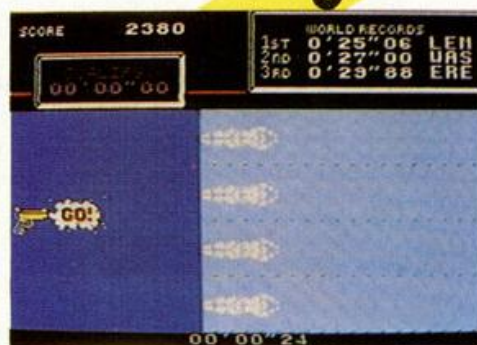 SCORE 2380
00'00"00
WORLD RECORDS
1ST 0'25"06 LEN
2ND 0'27"00 WAS
3RD 0'29"88 ERE
GO!
00'00"24